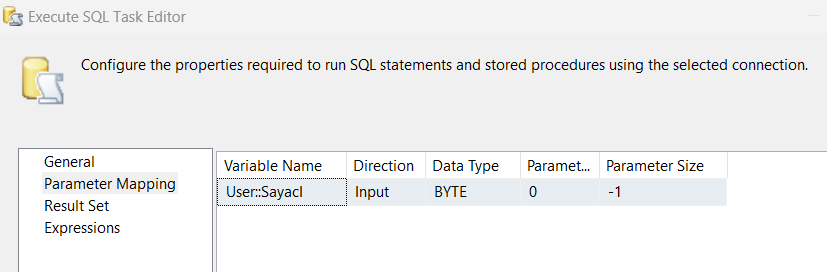 Execute SQL Task Editor
Configure the properties required to run SQL statements and stored procedures using the selected connection.
General
Parameter Mapping
Result Set
Expressions
Variable Name Direction Data Type Paramet... Parameter Size
User::SayacI Input BYTE 0 -1